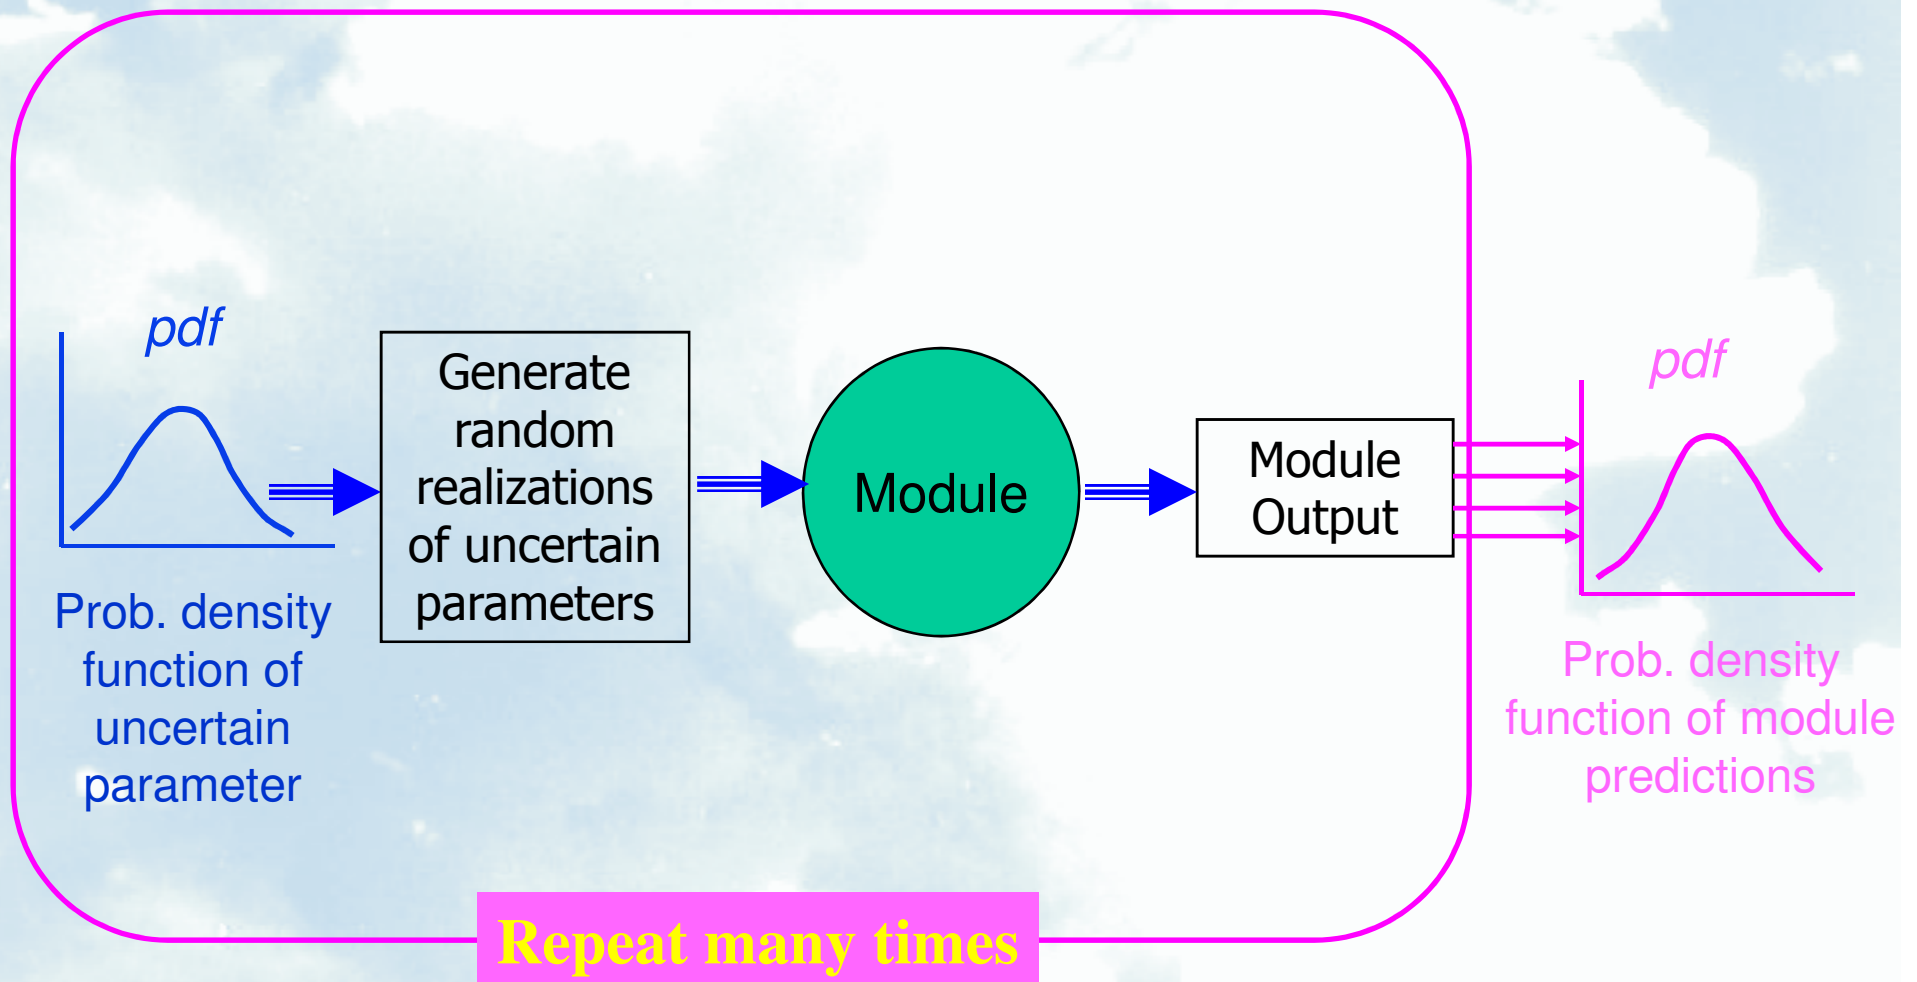 pdf
Prob. density
function of
uncertain
parameter
Generate
random
realizations
of uncertain
parameters
Module
Module
Output
pdf
Prob. density
function of module
predictions
Repeat many times